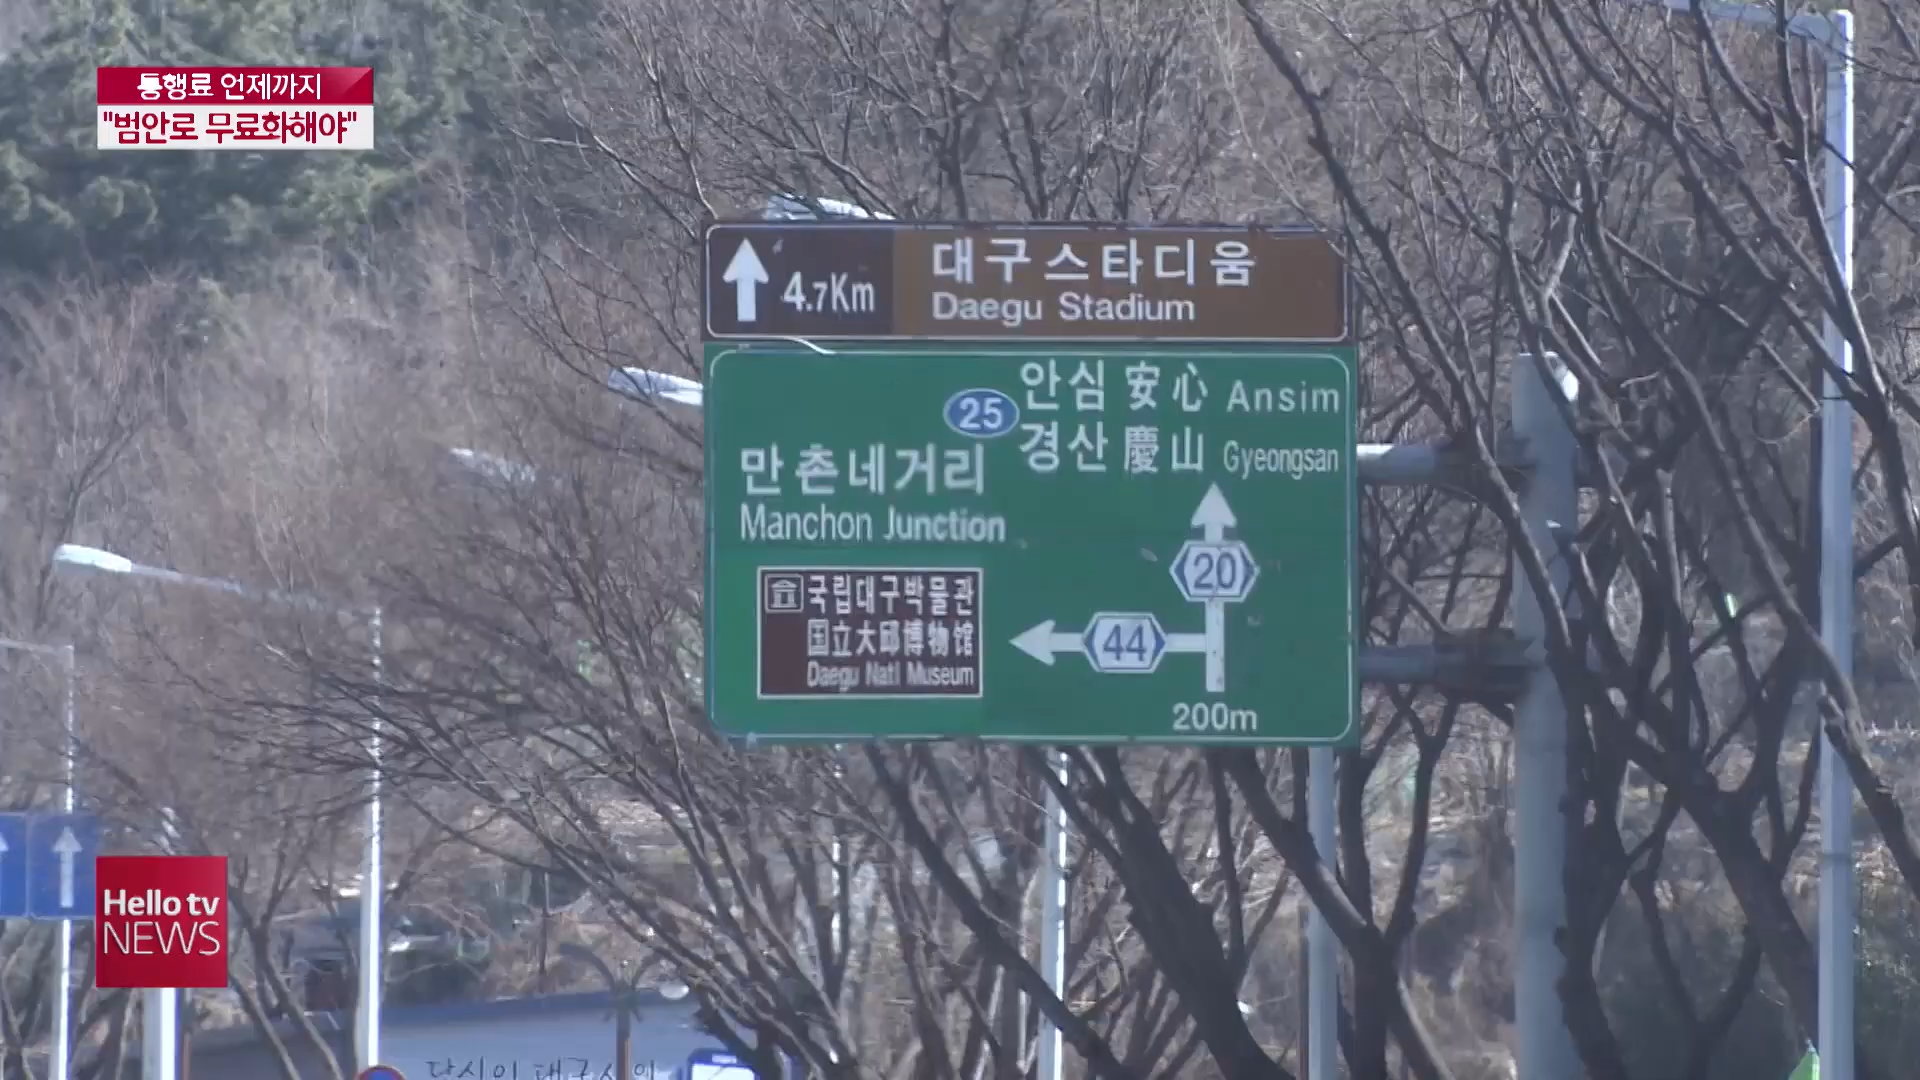 통행료 언제까지
"범안로 무료화해야"
4.7Km
대구스타디움
Daegu Stadium
25
안심 安心 Ansim
경산 慶山 Gyeongsan
만촌네거리
Manchon Junction
20
국립대구박물관
国立大邱博物馆
Daegu Nat'l Museum
44
200m
Hello tv
NEWS